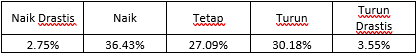 Naik Drastis Naik Tetap Turun Turun Drastis
2.75% 36.43% 27.09% 30.18% 3.55%